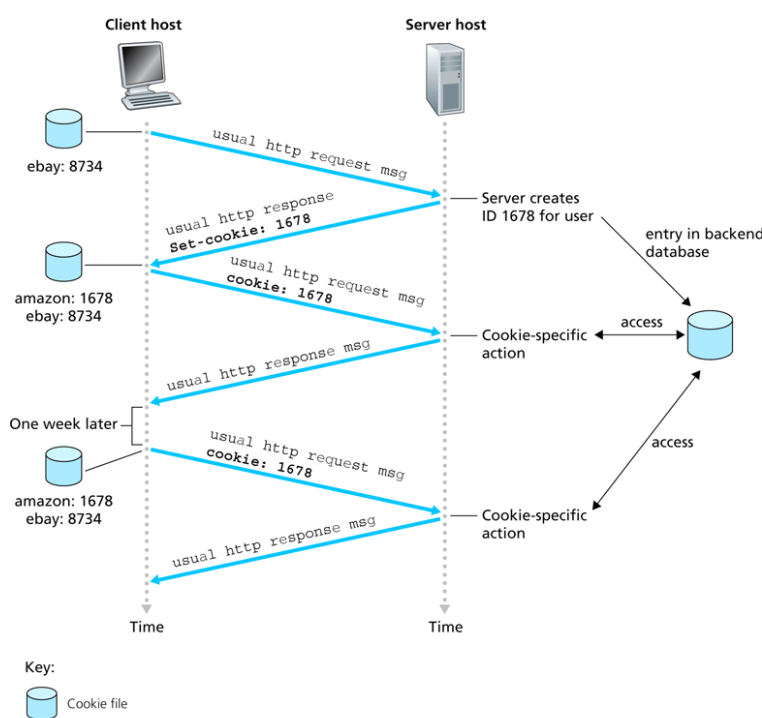 Client host
Server host
ebay: 8734
usual http request msg
Server creates
ID 1678 for user
entry in backend
database
usual http response
Set-cookie: 1678
amazon: 1678
ebay: 8734
usual http request msg
cookie: 1678
Cookie-specific
action
access
usual http response msg
One week later
access
amazon: 1678
ebay: 8734
usual http request msg
cookie: 1678
Cookie-specific
action
usual http response msg
Time
Time
Key:
Cookie file